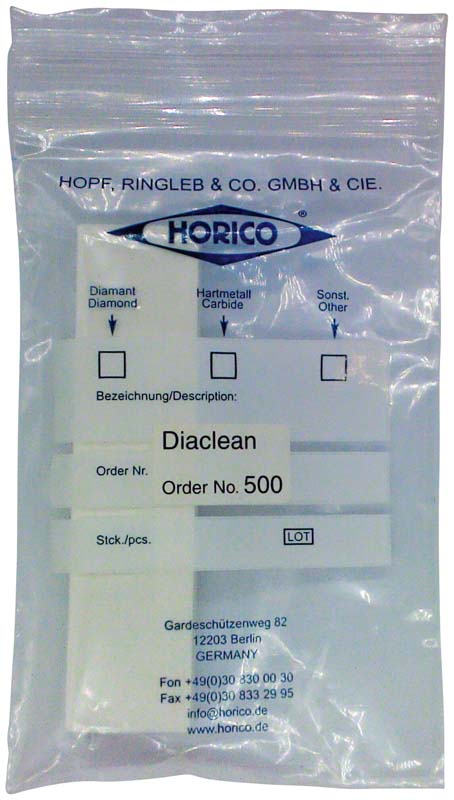 HOPF, RINGLEB & CO. GMBH & CIE.
HORICO ®
Diamant Hartmetall Sonst.
Diamond Carbide Other
Bezeichnung/Description:
Diaclean
Order Nr.
Order No. 500
Stck./pcs. LOT
Gardeschützenweg 82
12203 Berlin
GERMANY
Fon +49(0)30 830 00 30
Fax +49(0)30 833 29 95
info@horico.de
www.horico.de